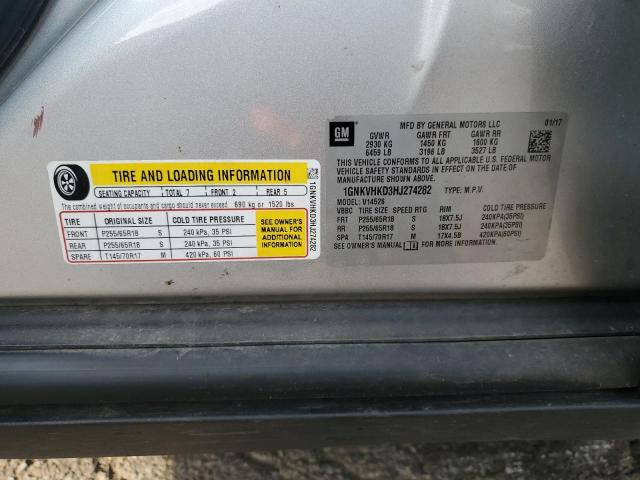 TIRE AND LOADING INFORMATION
SEATING CAPACITY TOTAL 7 FRONT 2 REAR 5
The combined weight of occupants and cargo should never exceed 690 kg or 1520 lbs.
TIRE ORIGINAL SIZE COLD TIRE PRESSURE
FRONT P255/65R18 S 240 kPa, 35 PSI
REAR P255/65R18 S 240 kPa, 35 PSI
SPARE T145/70R17 M 420 kPa, 60 PSI
SEE OWNER'S
MANUAL FOR
ADDITIONAL
INFORMATION
1GNKVHKD3HJ274282
GM
MFD BY GENERAL MOTORS LLC 01/17
GVWR GAWR FRT GAWR RR
2930 KG 1450 KG 1600 KG
6459 LB 3196 LB 3527 LB
THIS VEHICLE CONFORMS TO ALL APPLICABLE U.S. FEDERAL MOTOR
VEHICLE SAFETY STANDARDS IN EFFECT ON THE DATE OF
MANUFACTURE SHOWN ABOVE.
1GNKVHKD3HJ274282 TYPE: M.P.V.
MODEL: V14526
VBBC TIRE SIZE SPEED RTG RIM COLD TIRE PRESSURE
FRT P255/65R18 S 18X7.5J 240KPA(35PSI)
RR P255/65R18 S 18X7.5J 240KPA(35PSI)
SPA T145/70R17 M 17X4.5B 420KPA(60PSI)
SEE OWNER'S MANUAL FOR MORE INFORMATION.